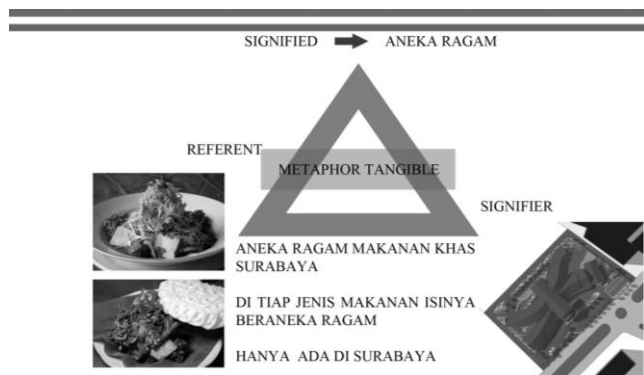 SIGNIFIED ANEKA RAGAM
REFERENT
METAPHOR TANGIBLE
SIGNIFIER
ANEKA RAGAM MAKANAN KHAS
SURABAYA
DI TIAP JENIS MAKANAN ISINYA
BERANEKA RAGAM
HANYA ADA DI SURABAYA